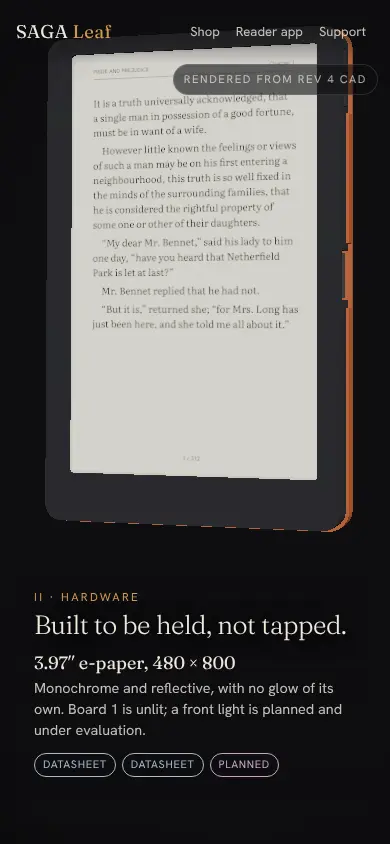 SAGA Leaf
Shop Reader app Support
RENDERED FROM REV 4 CAD
PRIDE AND PREJUDICE
It is a truth universally acknowledged, that
a single man in possession of a good fortune,
must be in want of a wife.
However little known the feelings or views
of such a man may be on his first entering a
neighbourhood, this truth is so well fixed in
the minds of the surrounding families, that
he is considered the rightful property of
some one or other of their daughters.
“My dear Mr. Bennet,” said his lady to him
one day, “have you heard that Netherfield
Park is let at last?”
Mr. Bennet replied that he had not.
“But it is,” returned she; “for Mrs. Long has
just been here, and she told me all about it.”
II · HARDWARE
Built to be held, not tapped.
3.97″ e-paper, 480 × 800
Monochrome and reflective, with no glow of its
own. Board 1 is unlit; a front light is planned and
under evaluation.
DATASHEET DATASHEET PLANNED